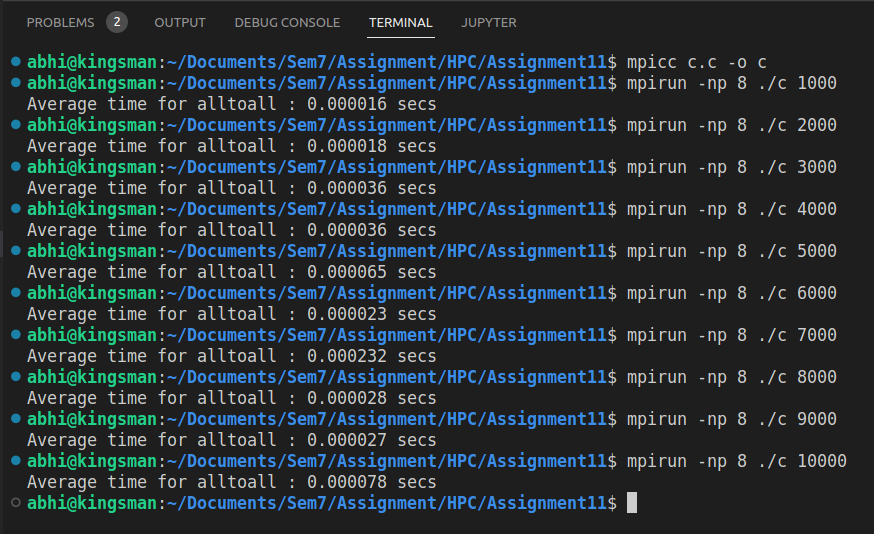 PROBLEMS 2 OUTPUT DEBUG CONSOLE TERMINAL JUPYTER
abhi@kingsman:~/Documents/Sem7/Assignment/HPC/Assignment11$ mpicc c.c -o c
abhi@kingsman:~/Documents/Sem7/Assignment/HPC/Assignment11$ mpirun -np 8 ./c 1000
Average time for alltoall : 0.000016 secs
abhi@kingsman:~/Documents/Sem7/Assignment/HPC/Assignment11$ mpirun -np 8 ./c 2000
Average time for alltoall : 0.000018 secs
abhi@kingsman:~/Documents/Sem7/Assignment/HPC/Assignment11$ mpirun -np 8 ./c 3000
Average time for alltoall : 0.000036 secs
abhi@kingsman:~/Documents/Sem7/Assignment/HPC/Assignment11$ mpirun -np 8 ./c 4000
Average time for alltoall : 0.000036 secs
abhi@kingsman:~/Documents/Sem7/Assignment/HPC/Assignment11$ mpirun -np 8 ./c 5000
Average time for alltoall : 0.000065 secs
abhi@kingsman:~/Documents/Sem7/Assignment/HPC/Assignment11$ mpirun -np 8 ./c 6000
Average time for alltoall : 0.000023 secs
abhi@kingsman:~/Documents/Sem7/Assignment/HPC/Assignment11$ mpirun -np 8 ./c 7000
Average time for alltoall : 0.000232 secs
abhi@kingsman:~/Documents/Sem7/Assignment/HPC/Assignment11$ mpirun -np 8 ./c 8000
Average time for alltoall : 0.000028 secs
abhi@kingsman:~/Documents/Sem7/Assignment/HPC/Assignment11$ mpirun -np 8 ./c 9000
Average time for alltoall : 0.000027 secs
abhi@kingsman:~/Documents/Sem7/Assignment/HPC/Assignment11$ mpirun -np 8 ./c 10000
Average time for alltoall : 0.000078 secs
abhi@kingsman:~/Documents/Sem7/Assignment/HPC/Assignment11$